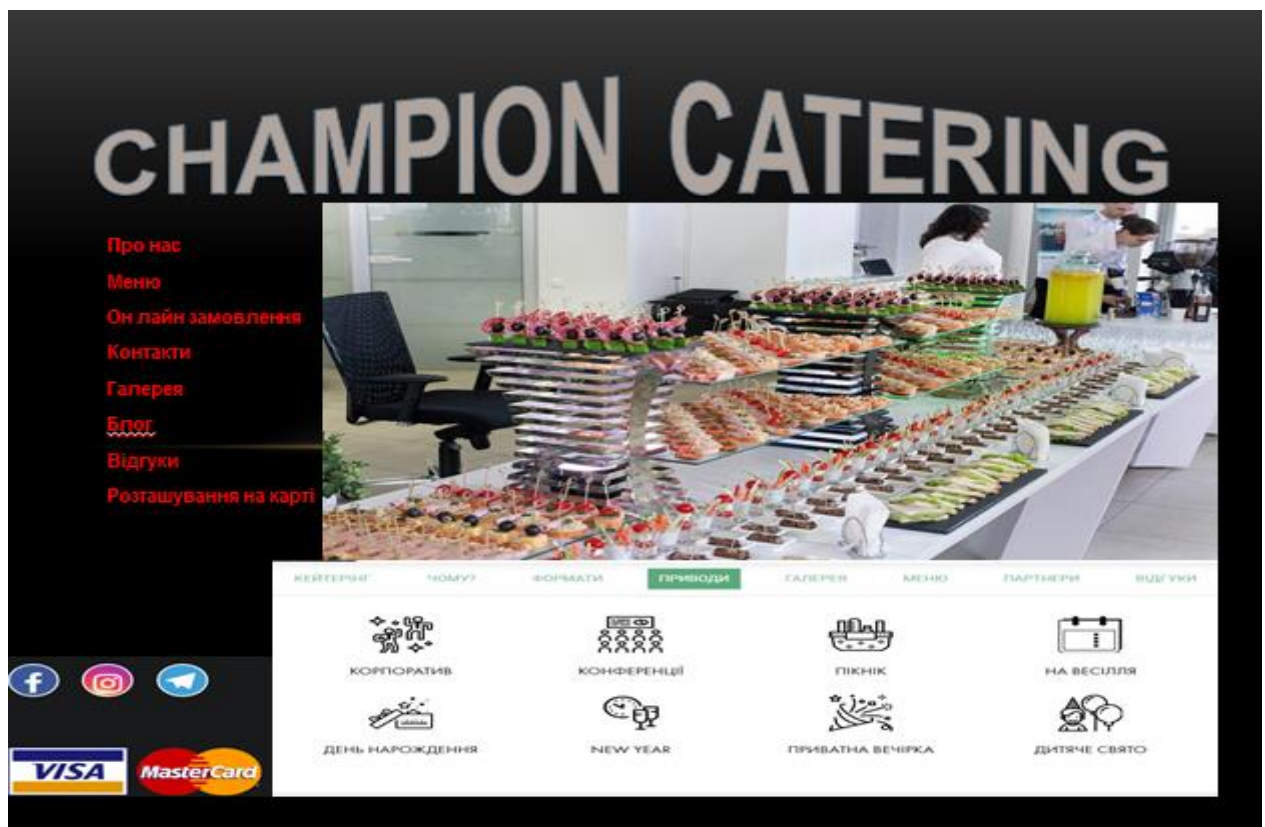 CHAMPION CATERING
Про нас
Меню
Он лайн замовлення
Контакти
Галерея
Блог
Відгуки
Розташування на карті
КЕЙТЕРИНГ ЧОМУ? ФОРМАТИ ПРИВОДИ ГАЛЕРЕЯ МЕНЮ ПАРТНЕРИ ВІДГУКИ
КОРПОРАТИВ КОНФЕРЕНЦІЇ ПІКНІК НА ВЕСІЛЛЯ
ДЕНЬ НАРОЖДЕННЯ NEW YEAR ПРИВАТНА ВЕЧІРКА ДИТЯЧЕ СВЯТО
VISA MasterCard